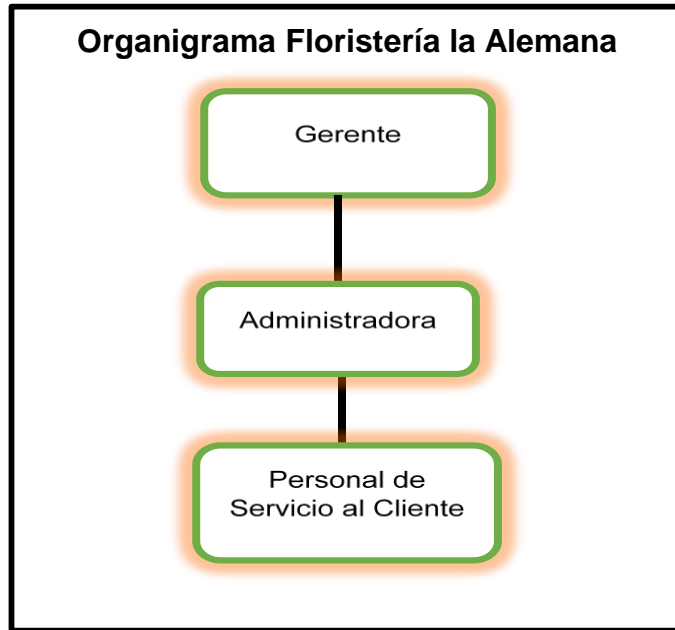 Organigrama Floristería la Alemana
Gerente
Administradora
Personal de
Servicio al Cliente